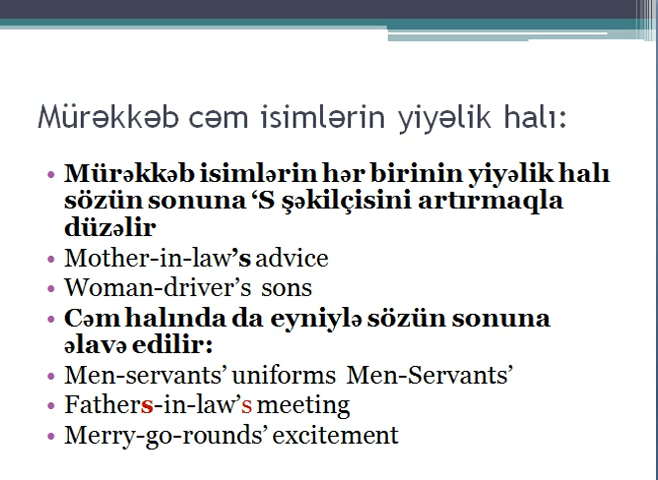 Mürəkkəb cəm isimlərin yiyəlik halı:
• Mürəkkəb isimlərin hər birinin yiyəlik halı
sözün sonuna ‘S şəkilçisini artırmaqla
düzəlir
• Mother-in-law’s advice
• Woman-driver’s sons
• Cəm halında da eyniylə sözün sonuna
əlavə edilir:
• Men-servants’ uniforms Men-Servants’
• Fathers-in-law’s meeting
• Merry-go-rounds’ excitement